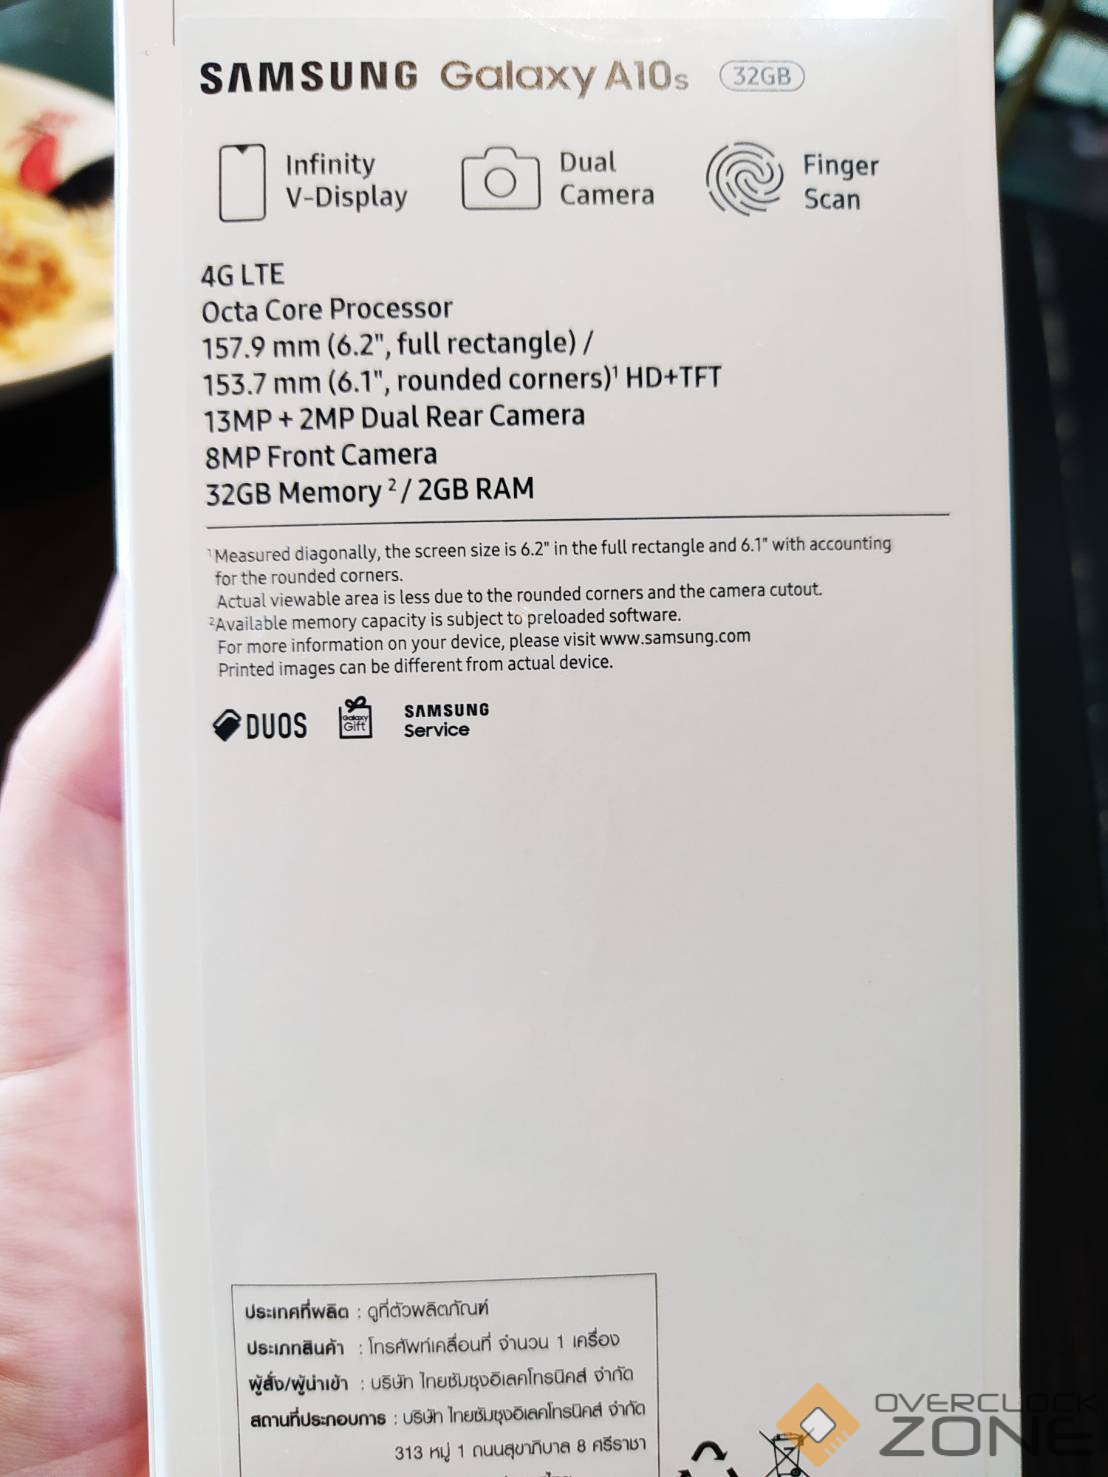 SAMSUNG Galaxy A10s 32GB
Infinity
V-Display
Dual
Camera
Finger
Scan
4G LTE
Octa Core Processor
157.9 mm (6.2", full rectangle) /
153.7 mm (6.1", rounded corners)¹ HD+TFT
13MP + 2MP Dual Rear Camera
8MP Front Camera
32GB Memory ² / 2GB RAM
¹Measured diagonally, the screen size is 6.2" in the full rectangle and 6.1" with accounting
for the rounded corners.
Actual viewable area is less due to the rounded corners and the camera cutout.
²Available memory capacity is subject to preloaded software.
For more information on your device, please visit www.samsung.com
Printed images can be different from actual device.
DUOS
Galaxy
Gift
SAMSUNG
Service
ประเทศที่ผลิต : ดูที่ตัวผลิตภัณฑ์
ประเภทสินค้า : โทรศัพท์เคลื่อนที่ จำนวน 1 เครื่อง
ผู้สั่ง/ผู้นำเข้า : บริษัท ไทยซัมซุงอิเลคโทรนิคส์ จำกัด
สถานที่ประกอบการ : บริษัท ไทยซัมซุงอิเลคโทรนิคส์ จำกัด
313 หมู่ 1 ถนนสุขาภิบาล 8 ศรีราชา
OVERCLOCK
ZONE